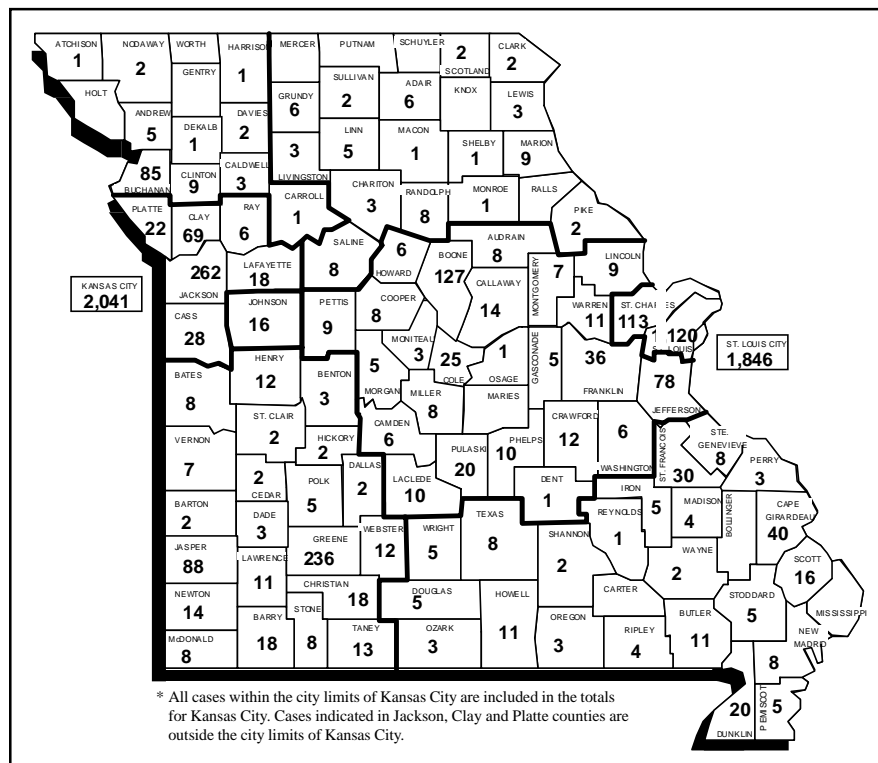 ATCHISON
1
NODAWAY
2
WORTH
HARRISON
1
MERCER
PUTNAM
SCHUYLER
2
SCOTLAND
CLARK
2
HOLT
GENTRY
GRUNDY
6
SULLIVAN
2
ADAIR
6
KNOX
LEWIS
3
ANDREW
5
DEKALB
1
DAVIES
2
3
LIVINGSTON
LINN
5
MACON
1
SHELBY
1
MARION
9
85
BUCHANAN
CLINTON
9
CALDWELL
3
CARROLL
1
CHARITON
3
RANDOLPH
8
MONROE
1
RALLS
PIKE
2
PLATTE
22
CLAY
69
RAY
6
SALINE
8
6
HOWARD
BOONE
127
AUDRAIN
8
MONTGOMERY
7
LINCOLN
9
KANSAS CITY
2,041
262
JACKSON
LAFAYETTE
18
COOPER
8
CALLAWAY
14
WARREN
11
ST. CHARLES
113
120
ST. LOUIS CITY
1,846
CASS
28
JOHNSON
16
PETTIS
9
MONITEAL
3
25
COLE
1
OSAGE
GASCONADE
5
36
FRANKLIN
78
JEFFERSON
BATES
8
HENRY
12
BENTON
3
5
MORGAN
MILLER
8
MARIES
CRAWFORD
12
6
WASHINGTON
STE.
GENEVIEVE
8
ST. FRANCOIS
30
PERRY
3
VERNON
7
ST. CLAIR
2
HICKORY
2
CAMDEN
6
PULASKI
20
PHELPS
10
DENT
1
IRON
5
MADISON
4
BOLLINGER
CAPE
GIRARDEAU
40
BARTON
2
2
CEDAR
POLK
5
DALLAS
2
LACLEDE
10
TEXAS
8
REYNOLDS
1
DADE
3
GREENE
236
WEBSTER
12
WRIGHT
5
SHANNON
2
WAYNE
2
SCOTT
16
JASPER
88
LAWRENCE
11
CHRISTIAN
18
DOUGLAS
5
HOWELL
11
CARTER
STODDARD
5
MISSISSIPPI
NEWTON
14
BARRY
18
STONE
8
TANEY
13
OZARK
3
OREGON
3
RIPLEY
4
BUTLER
11
NEW
MADRID
8
McDONALD
8
20
DUNKLIN
PEMISCOT
5
* All cases within the city limits of Kansas City are included in the totals
for Kansas City. Cases indicated in Jackson, Clay and Platte counties are
outside the city limits of Kansas City.